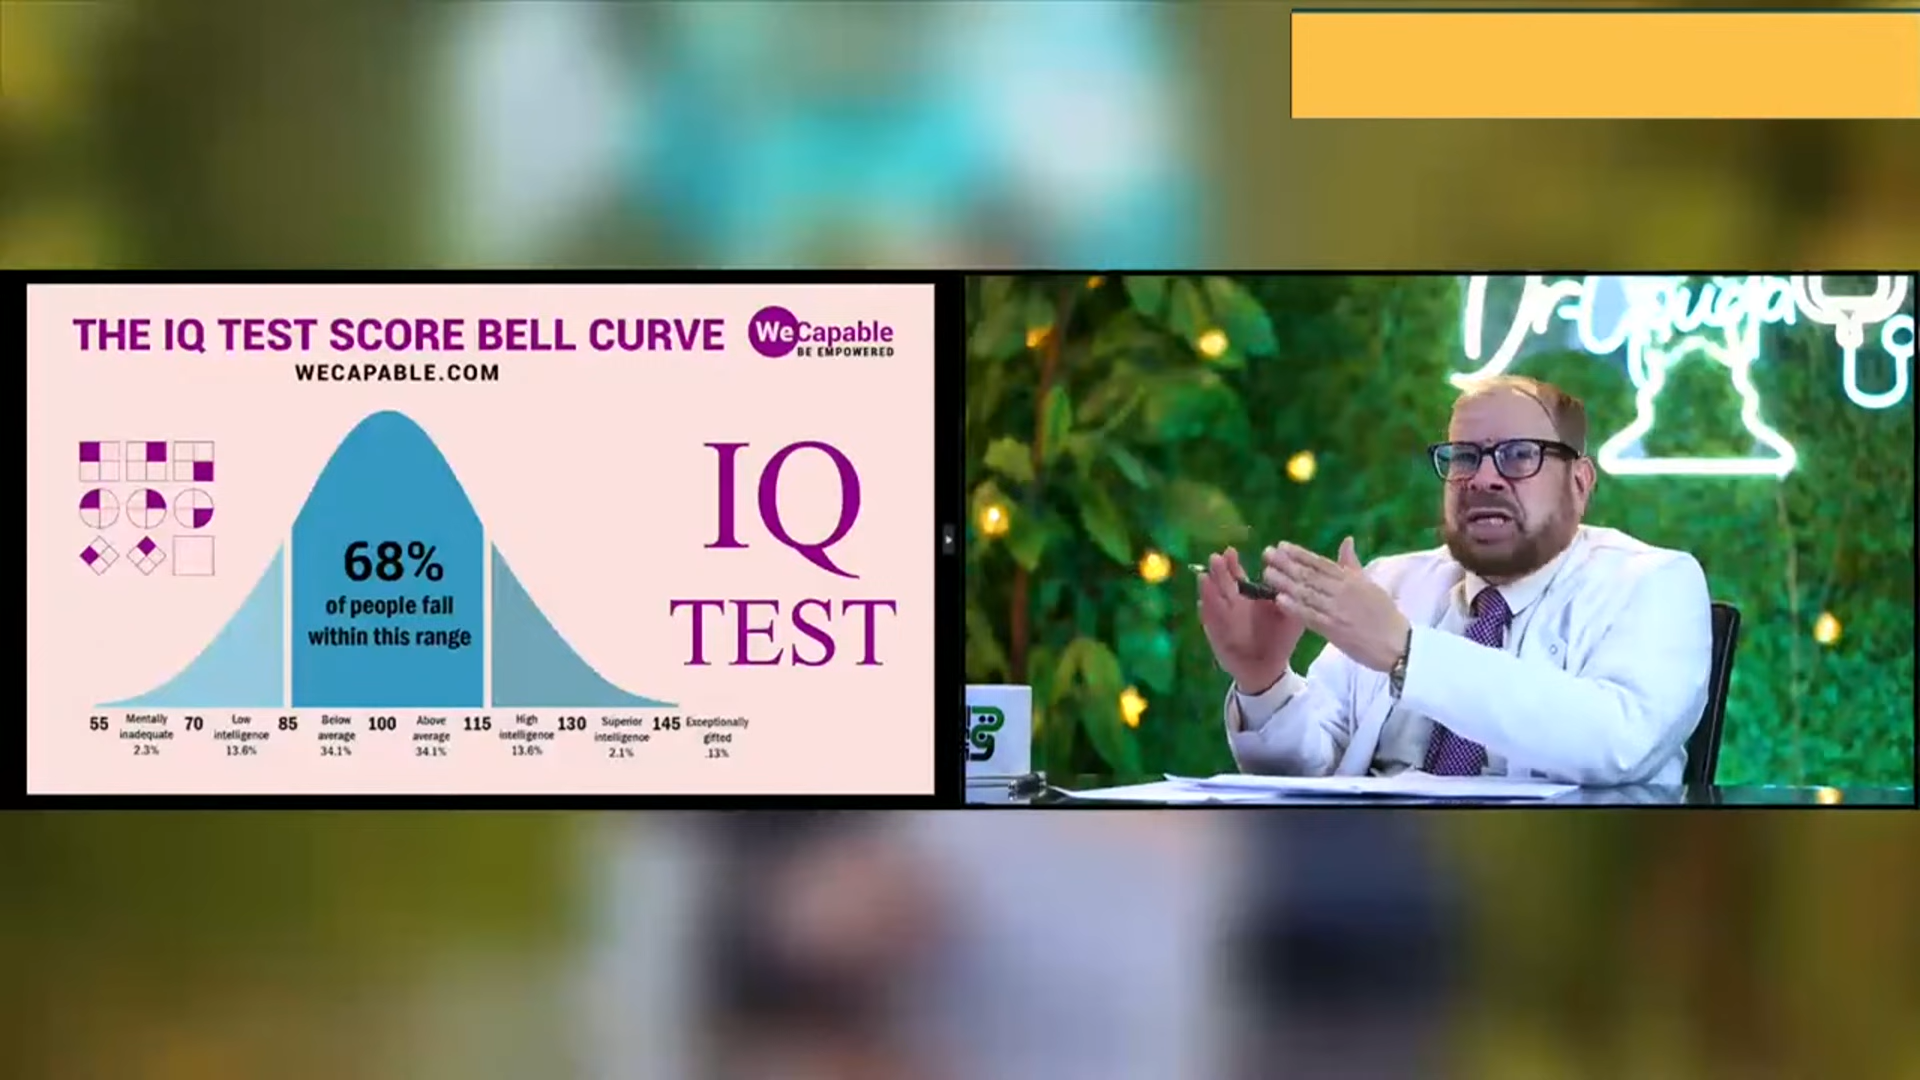 THE IQ TEST SCORE BELL CURVE
WeCapable
BE EMPOWERED
WECAPABLE.COM
IQ
TEST
68%
of people fall
within this range
55 Mentally inadequate 2.3% 70 Low intelligence 13.6% 85 Below average 34.1% 100 Above average 34.1% 115 High intelligence 13.6% 130 Superior intelligence 2.1% 145 Exceptionally gifted .13%